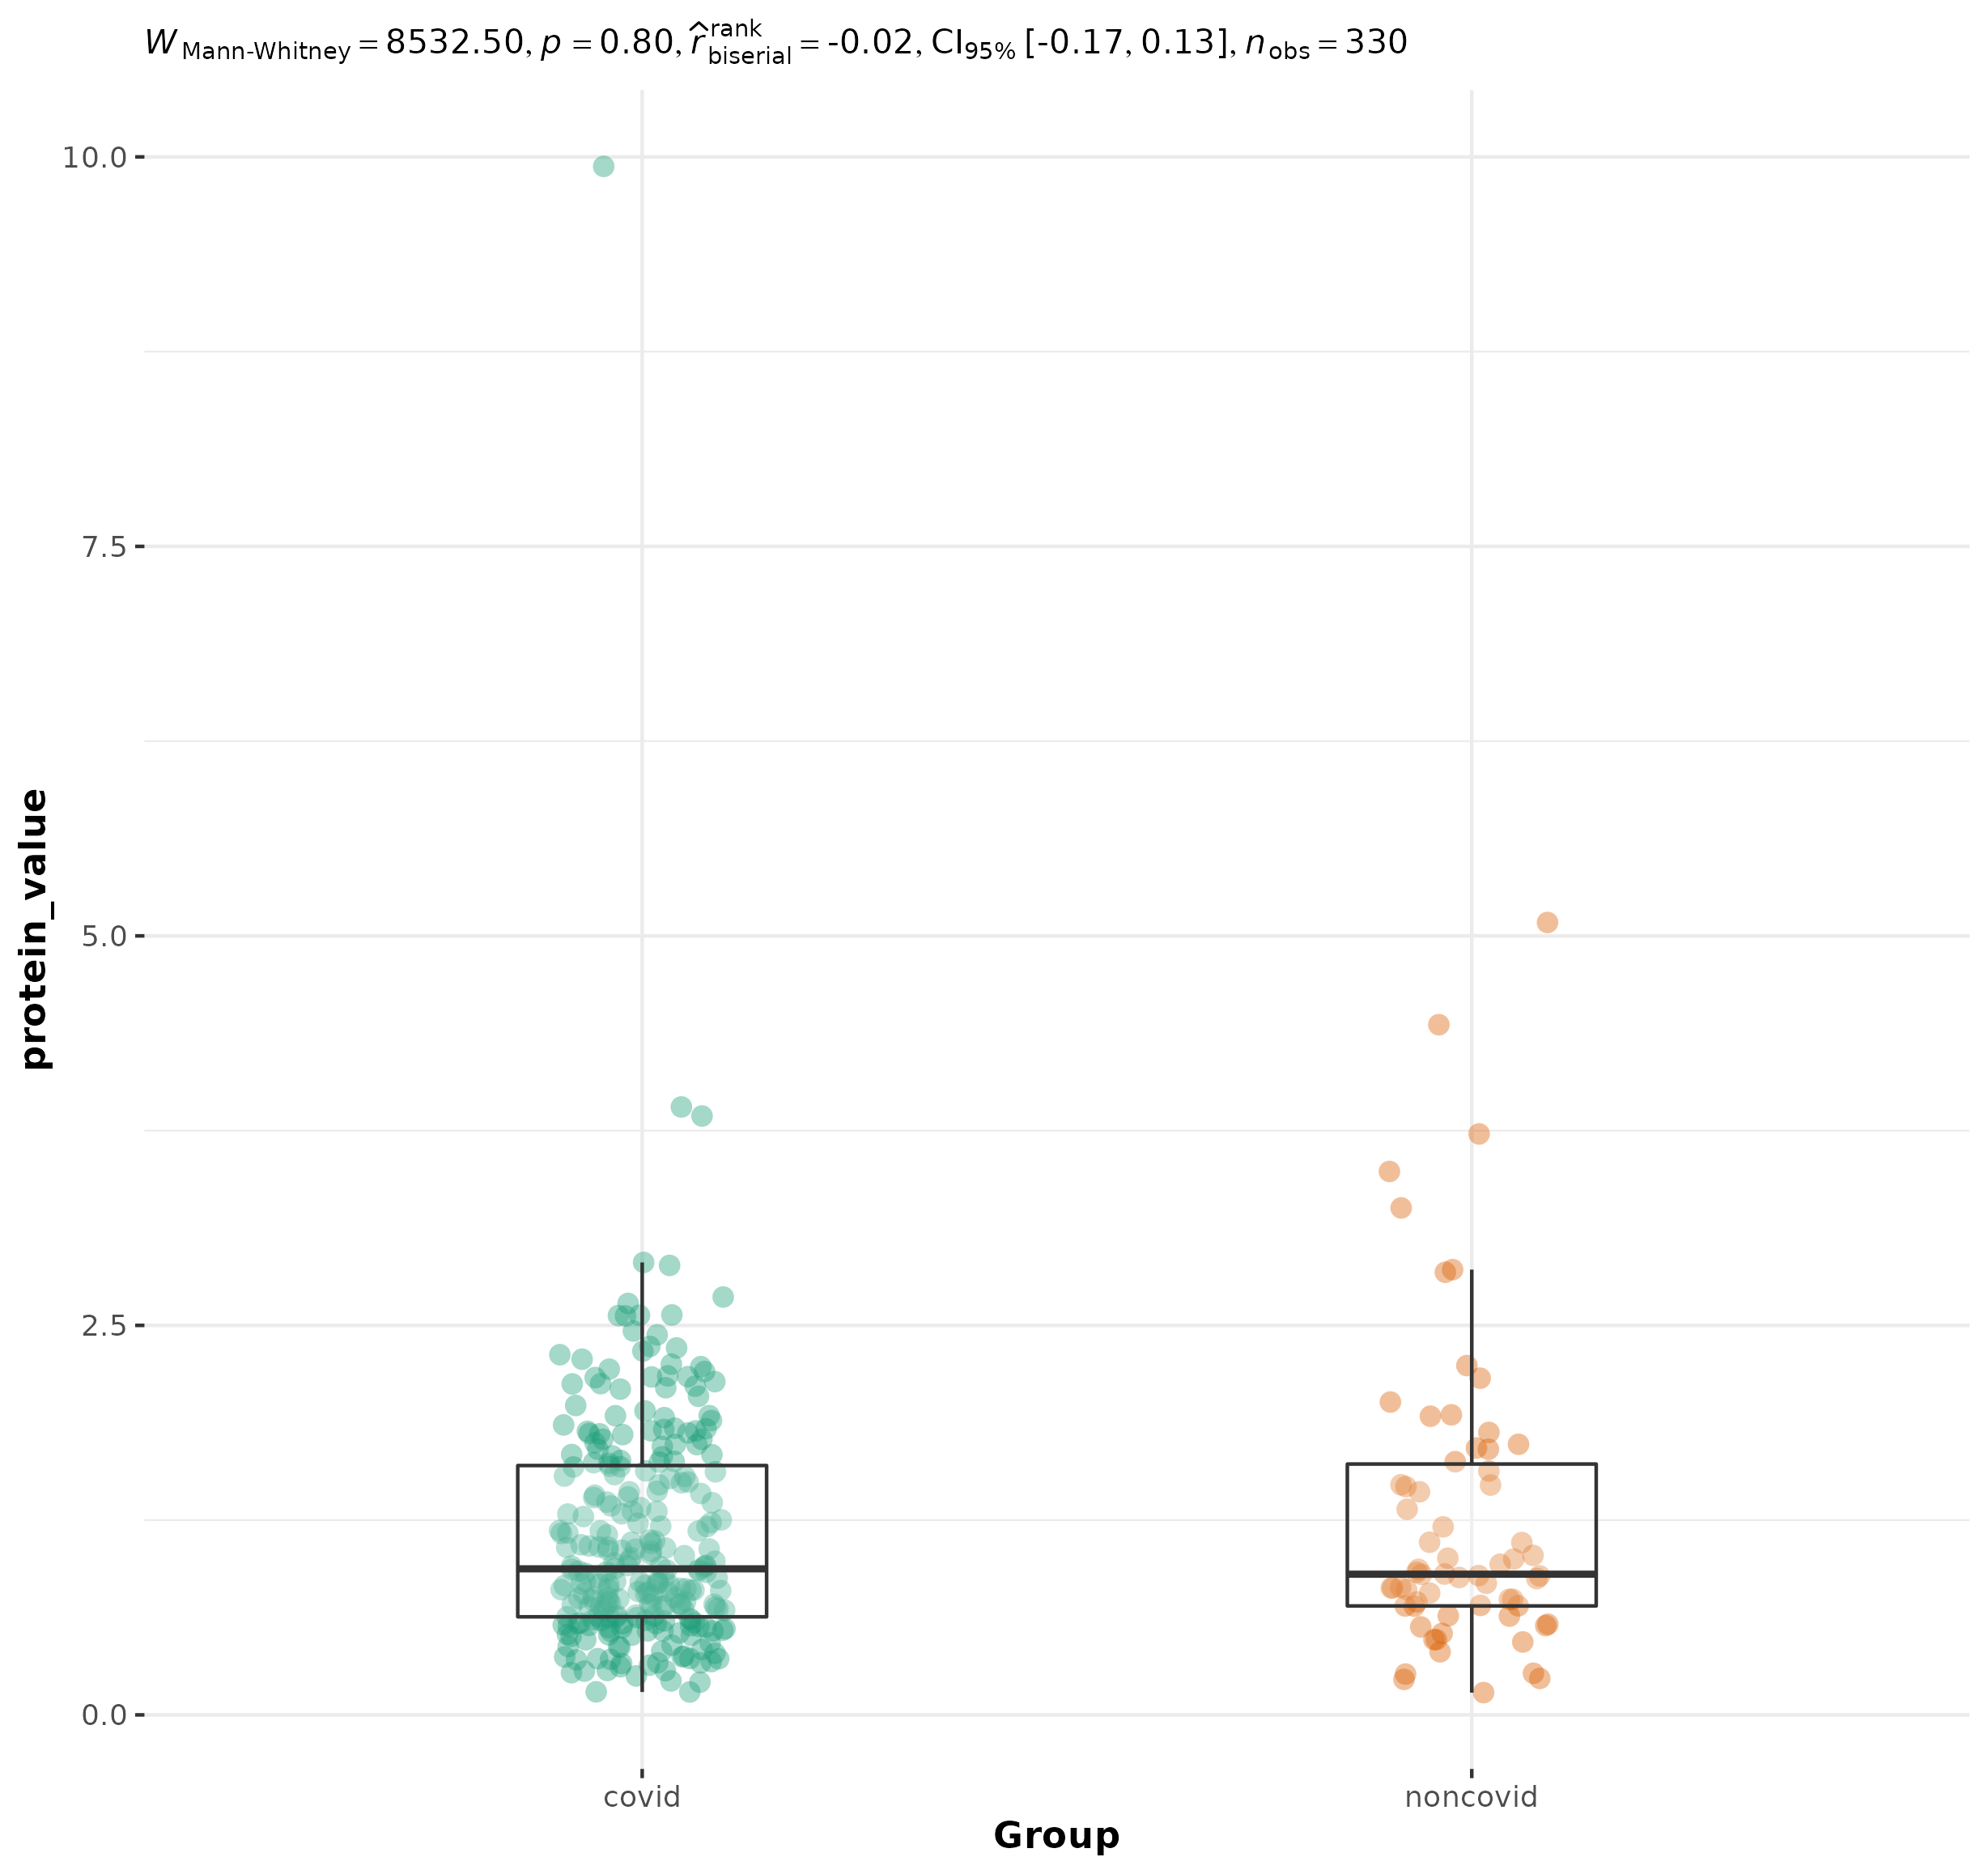 W Mann-Whitney = 8532.50, p = 0.80, r̂ rank biserial = -0.02, CI95% [-0.17, 0.13], n obs = 330
10.0
7.5
5.0
2.5
0.0
protein_value
covid
noncovid
Group